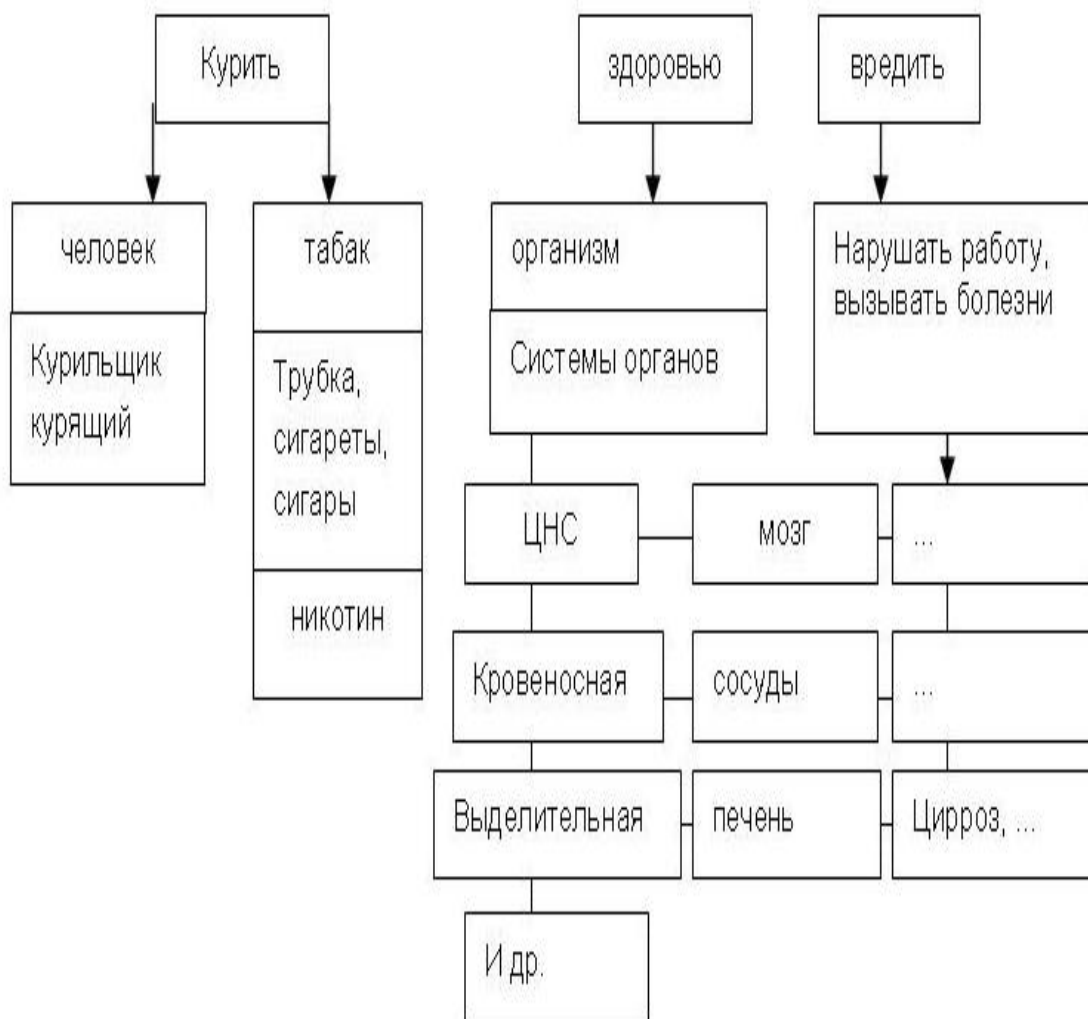 Курить
здоровью
вредить
человек
Курильщик
курящий
табак
Трубка,
сигареты,
сигары
никотин
организм
Системы органов
Нарушать работу,
вызывать болезни
ЦНС
мозг
...
Кровеносная
сосуды
...
Выделительная
печень
Цирроз, ...
И др.